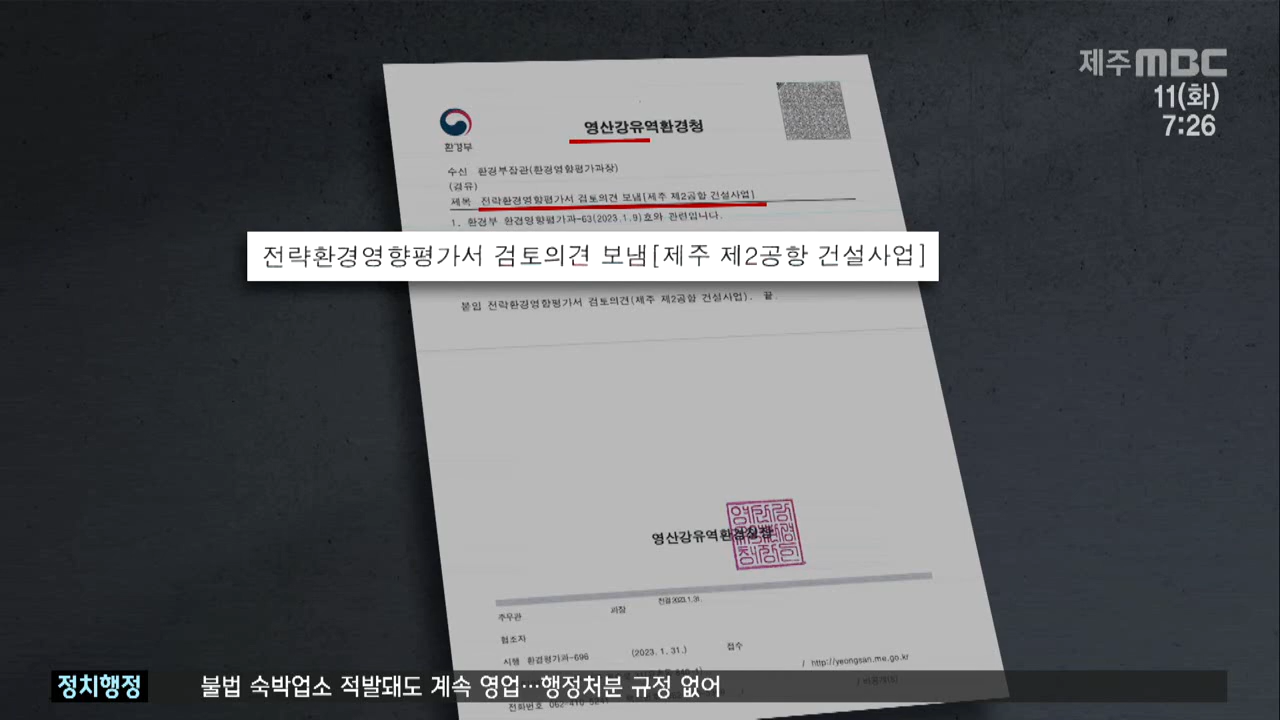 제주MBC
11(화)
7:26
환경부
영산강유역환경청
수신 환경부장관(환경영향평가과장)
(경유)
제목 전략환경영향평가서 검토의견 보냄[제주 제2공항 건설사업]
1. 환경부 환경영향평가과-63(2023.1.9)호와 관련입니다.
전략환경영향평가서 검토의견 보냄[제주 제2공항 건설사업]
붙임 전략환경영향평가서 검토의견(제주 제2공항 건설사업). 끝.
영산강유역환경청장
주무관 과장 전결 2023.1.31.
협조자
시행 환경평가과-696 (2023. 1. 31.) 접수
/ http://yeongsan.me.go.kr
정치행정 불법 숙박업소 적발돼도 계속 영업…행정처분 규정 없어
전화번호